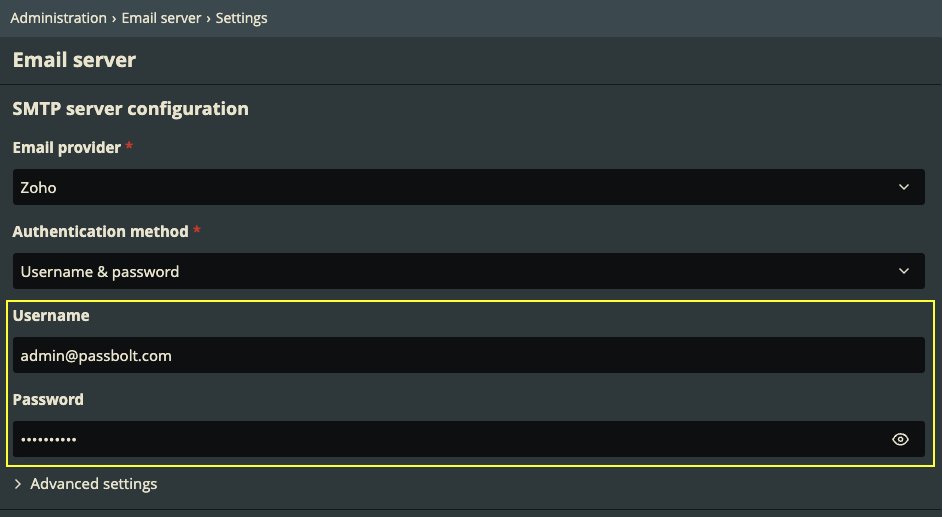 Administration › Email server › Settings
Email server
SMTP server configuration
Email provider *
Zoho
Authentication method *
Username & password
Username
admin@passbolt.com
Password
••••••••••
Advanced settings